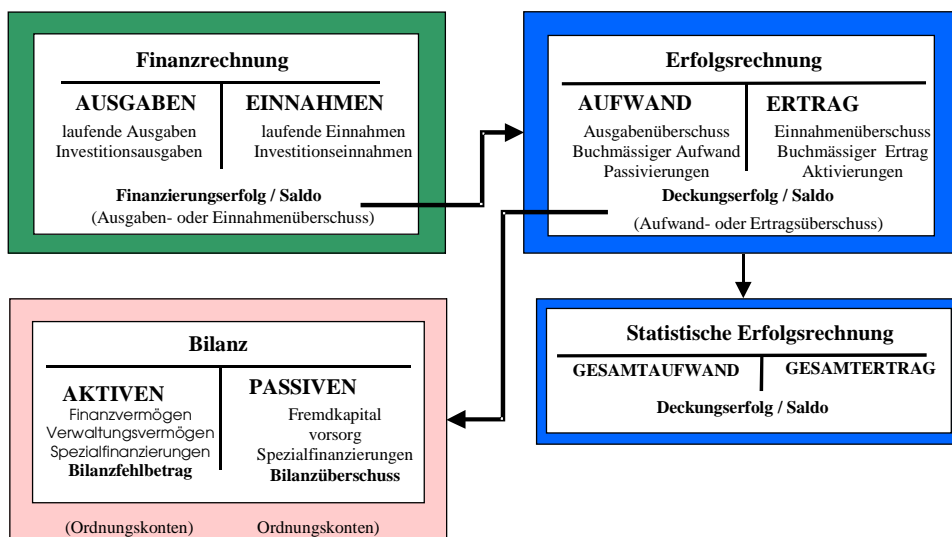 Finanzrechnung
AUSGABEN
laufende Ausgaben
Investitionsausgaben
EINNAHMEN
laufende Einnahmen
Investitionseinnahmen
Finanzierungserfolg / Saldo
(Ausgaben- oder Einnahmenüberschuss)
Erfolgsrechnung
AUFWAND
Ausgabenüberschuss
Buchmässiger Aufwand
Passivierungen
ERTRAG
Einnahmenüberschuss
Buchmässiger Ertrag
Aktivierungen
Deckungserfolg / Saldo
(Aufwand- oder Ertragsüberschuss)
Bilanz
AKTIVEN
Finanzvermögen
Verwaltungsvermögen
Spezialfinanzierungen
Bilanzfehlbetrag
PASSIVEN
Fremdkapital
vorsorg
Spezialfinanzierungen
Bilanzüberschuss
(Ordnungskonten)
Ordnungskonten)
Statistische Erfolgsrechnung
GESAMTAUFWAND
GESAMTERTRAG
Deckungserfolg / Saldo